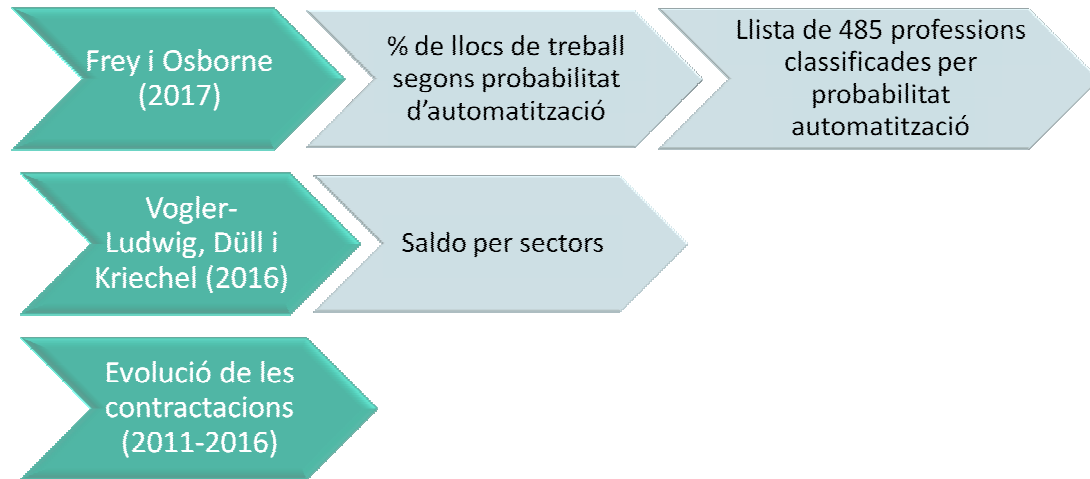 Frey i Osborne
(2017)
% de llocs de treball
segons probabilitat
d'automatització
Llista de 485 professions
classificades per
probabilitat
automatització
Vogler-
Ludwig, Düll i
Kriechel (2016)
Saldo per sectors
Evolució de les
contractacions
(2011-2016)